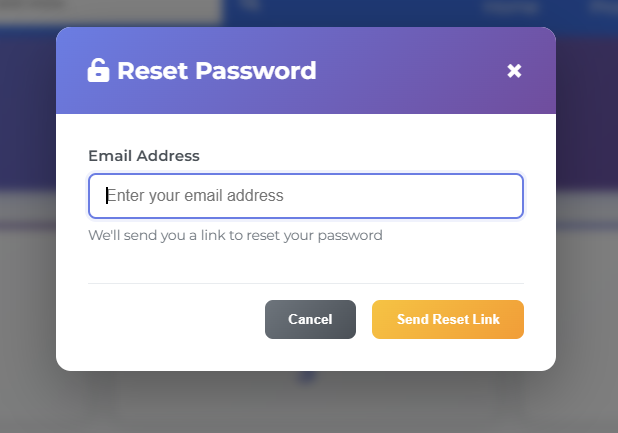 Reset Password
Email Address
Enter your email address
We'll send you a link to reset your password
Cancel
Send Reset Link